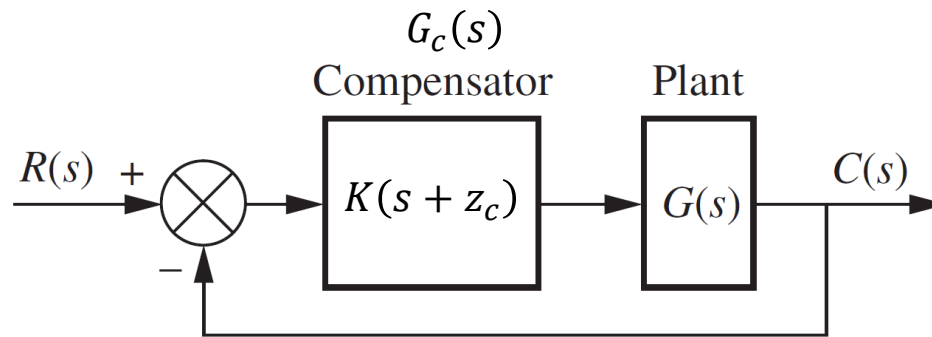 G_c(s)
Compensator
Plant
R(s)
+
K(s + z_c)
G(s)
C(s)
−